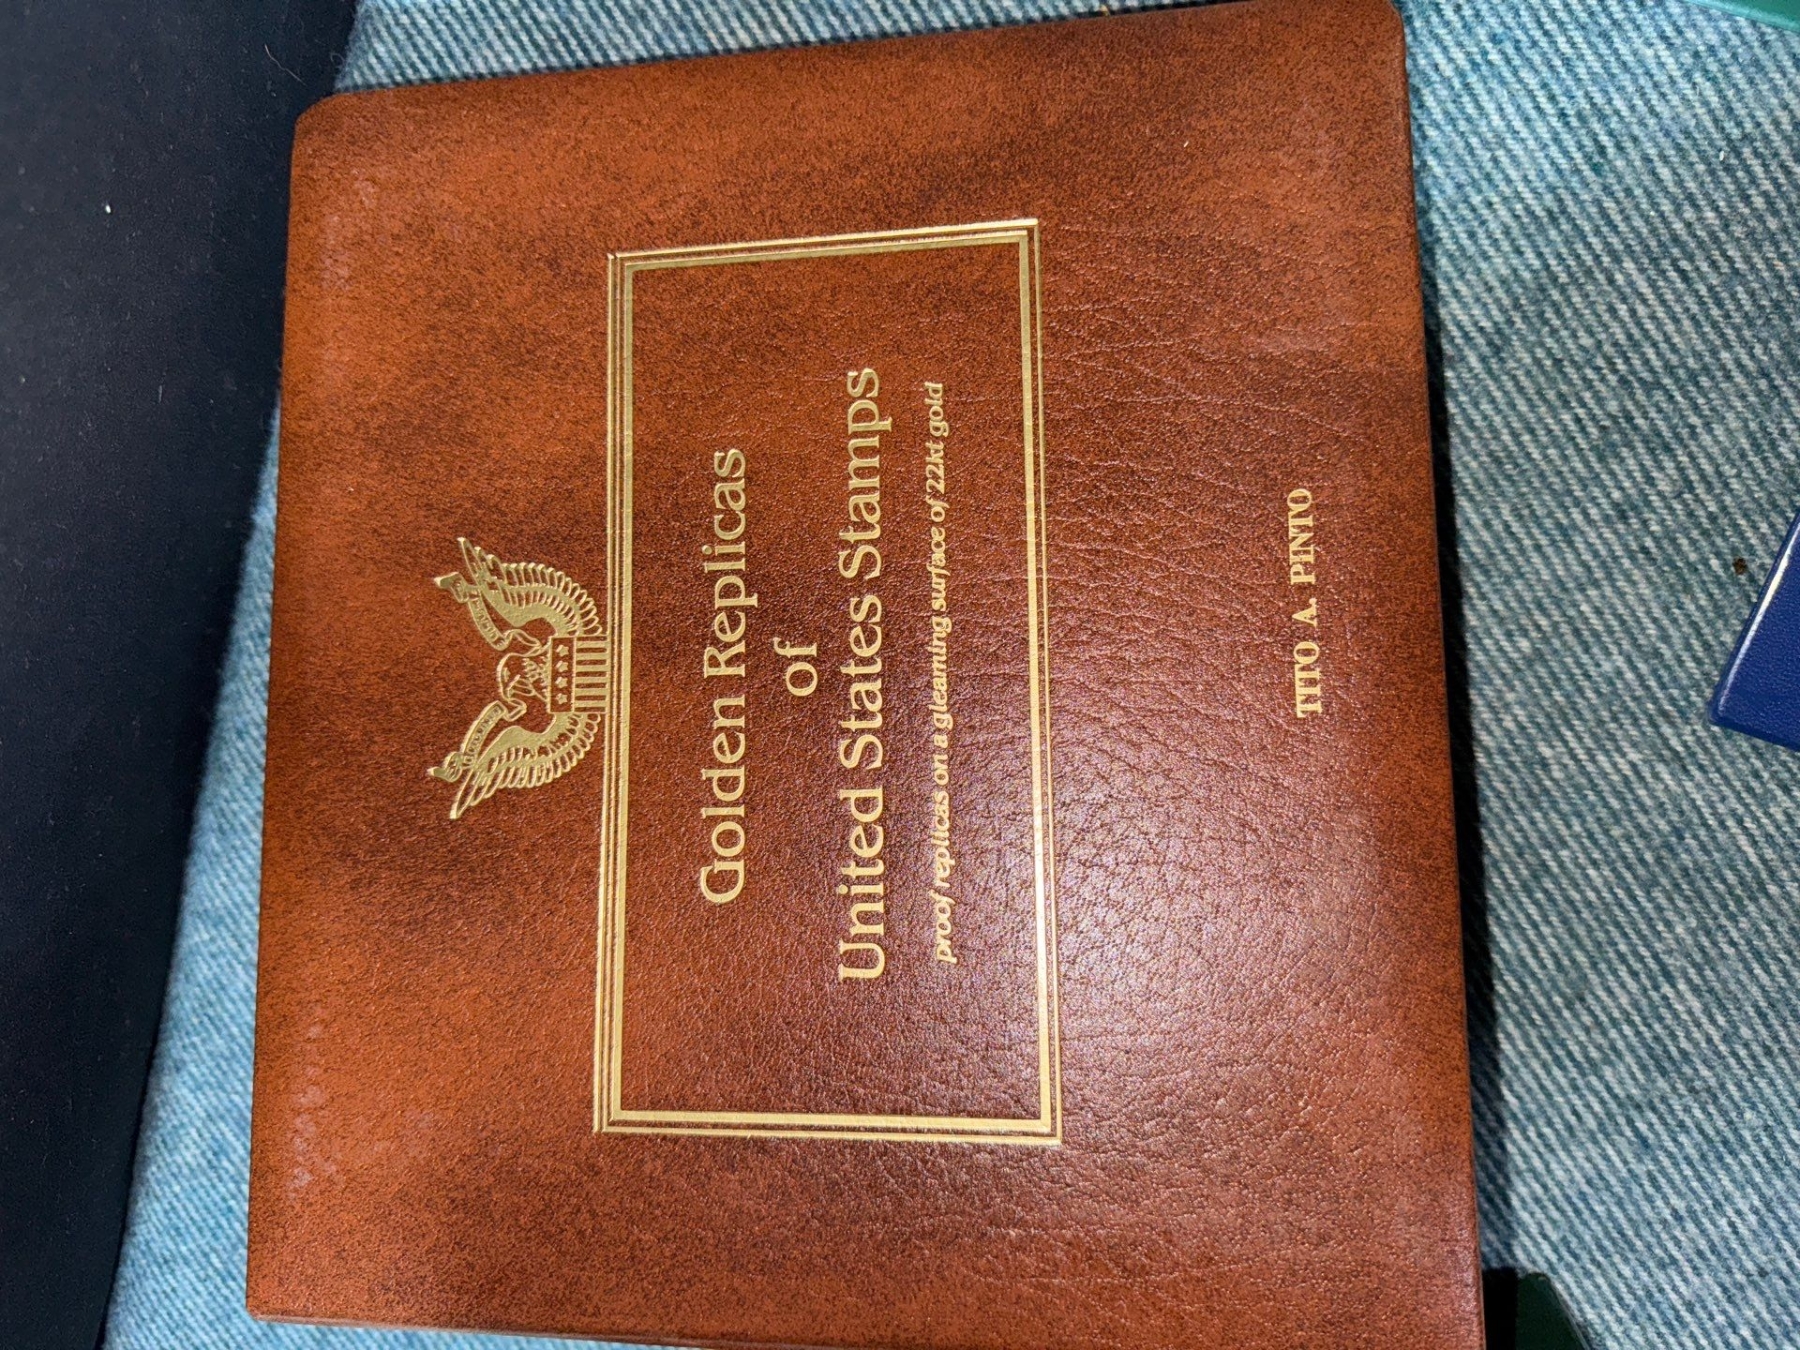 Golden Replicas
of
United States Stamps
proof replicas on a gleaming surface of 22kt gold
TITO A. PINTO